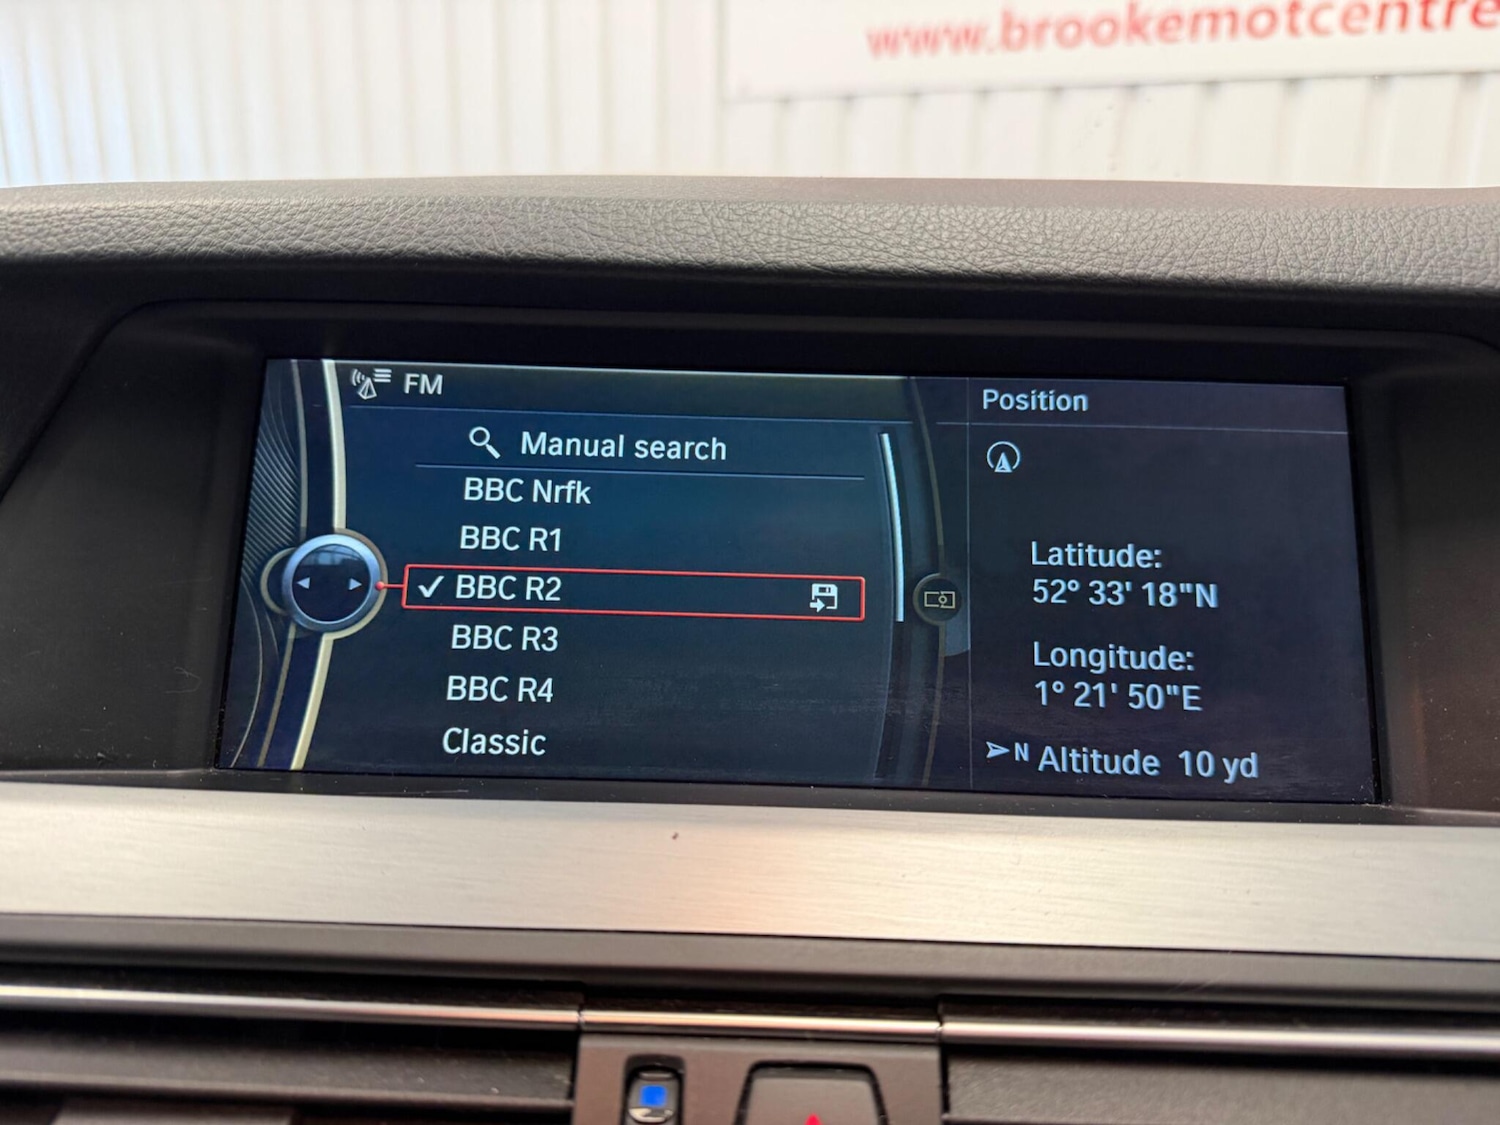 www.brookemotcentre
FM
Manual search
BBC Nrfk
BBC R1
BBC R2
BBC R3
BBC R4
Classic
Position
Latitude:
52° 33' 18"N
Longitude:
1° 21' 50"E
N Altitude 10 yd